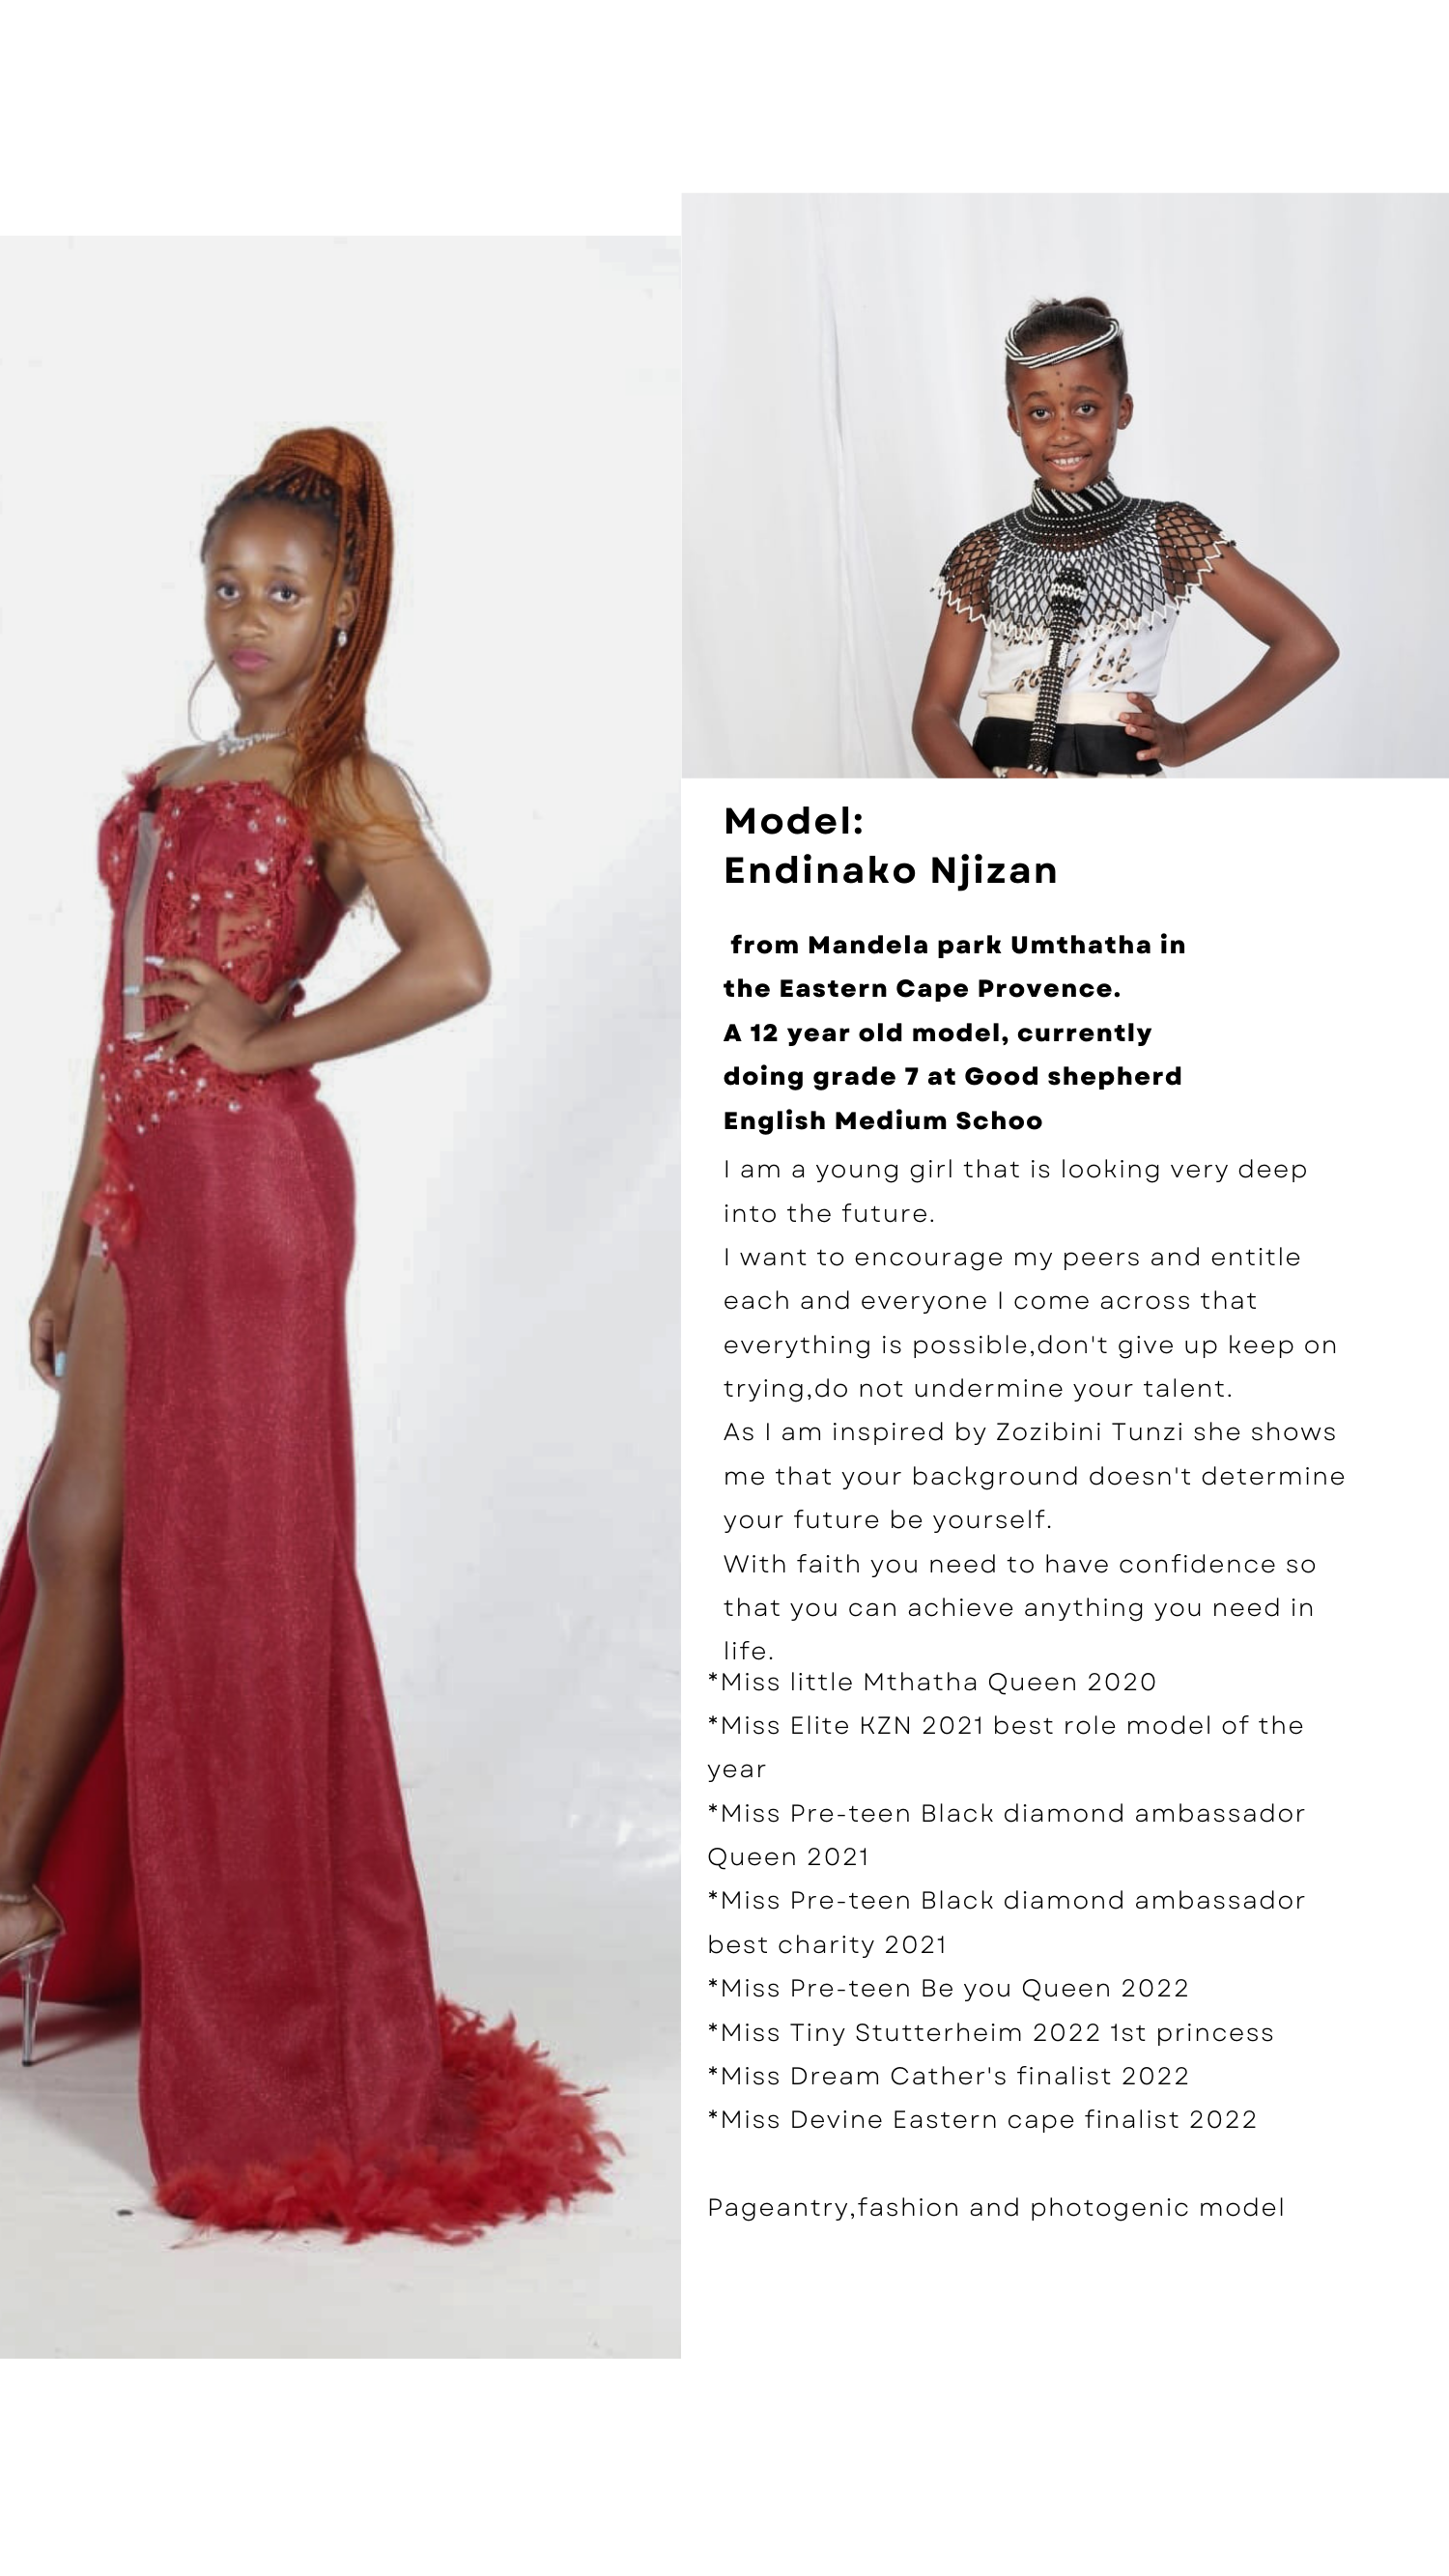 Model:
Endinako Njizan
from Mandela park Umthatha in
the Eastern Cape Provence.
A 12 year old model, currently
doing grade 7 at Good shepherd
English Medium Schoo
I am a young girl that is looking very deep
into the future.
I want to encourage my peers and entitle
each and everyone I come across that
everything is possible,don't give up keep on
trying,do not undermine your talent.
As I am inspired by Zozibini Tunzi she shows
me that your background doesn't determine
your future be yourself.
With faith you need to have confidence so
that you can achieve anything you need in
life.
*Miss little Mthatha Queen 2020
*Miss Elite KZN 2021 best role model of the
year
*Miss Pre-teen Black diamond ambassador
Queen 2021
*Miss Pre-teen Black diamond ambassador
best charity 2021
*Miss Pre-teen Be you Queen 2022
*Miss Tiny Stutterheim 2022 1st princess
*Miss Dream Cather's finalist 2022
*Miss Devine Eastern cape finalist 2022
Pageantry,fashion and photogenic model